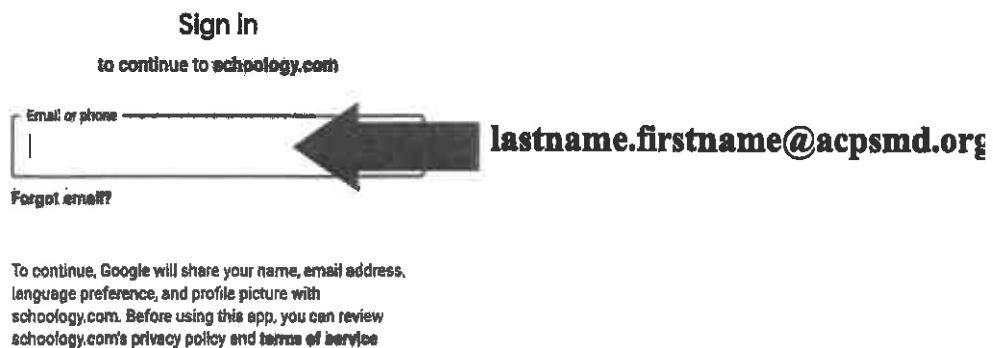 Sign in
to continue to schoology.com
Email or phone
lastname.firstname@acpsmd.org
Forgot email?
To continue, Google will share your name, email address,
language preference, and profile picture with
schoology.com. Before using this app, you can review
schoology.com's privacy policy and terms of service